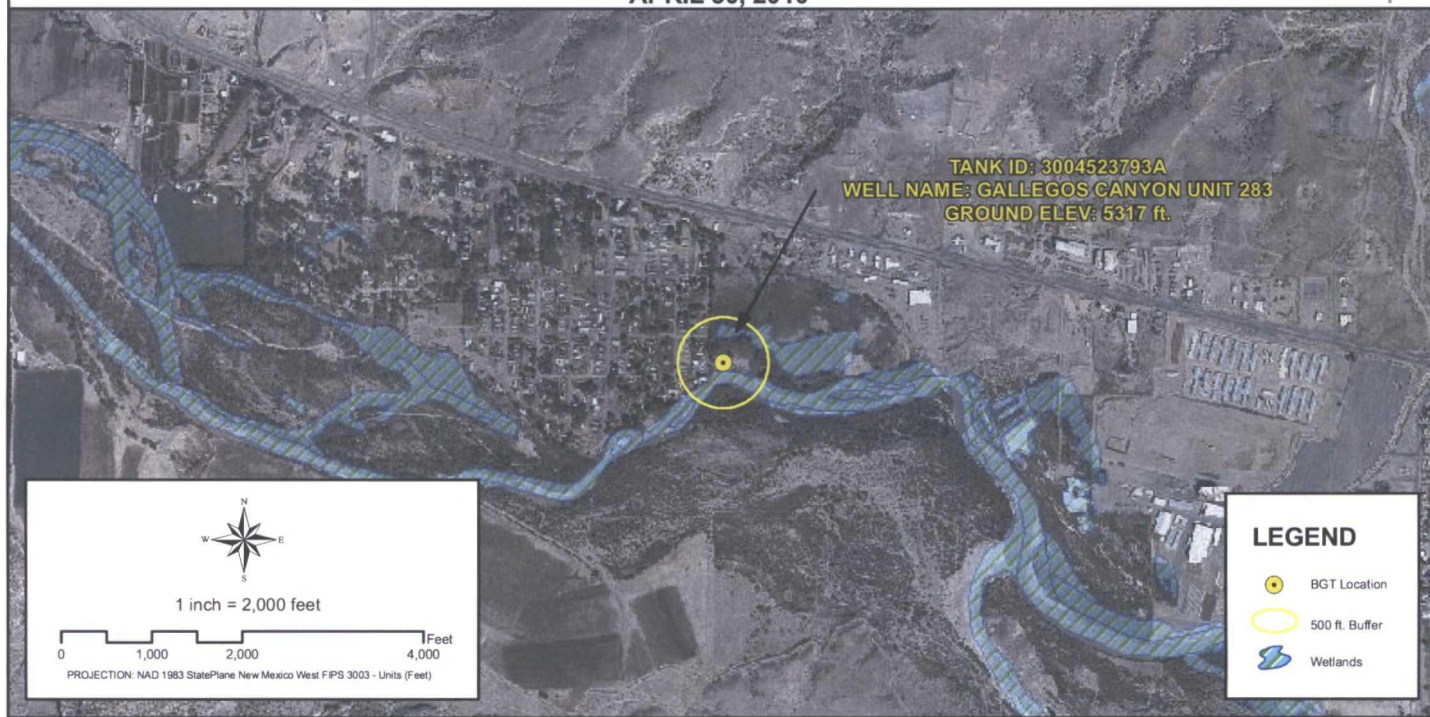 TANK ID: 3004523793A
WELL NAME: GALLEGOS CANYON UNIT 283
GROUND ELEV: 5317 ft.
N
W E
S
1 inch = 2,000 feet
Feet
0 1,000 2,000 4,000
PROJECTION: NAD 1983 StatePlane New Mexico West FIPS 3003 - Units (Feet)
LEGEND
BGT Location
500 ft. Buffer
Wetlands